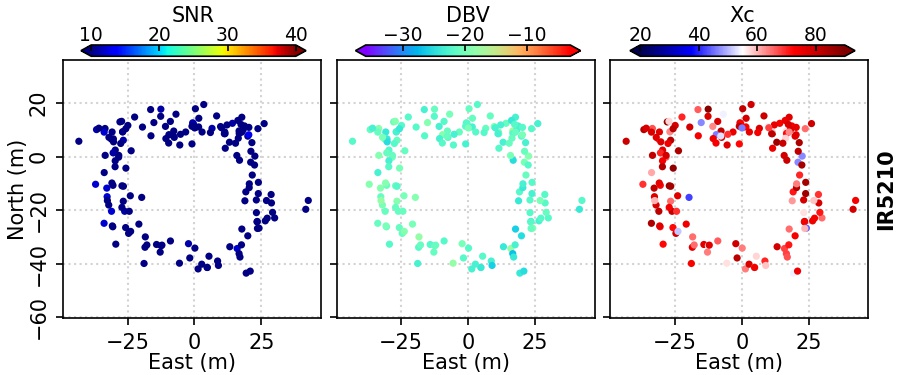 SNR DBV Xc
10 20 30 40 −30 −20 −10 20 40 60 80
20
0
−20
−40
−60
North (m)
IR5210
−25 0 25 −25 0 25 −25 0 25
East (m) East (m) East (m)